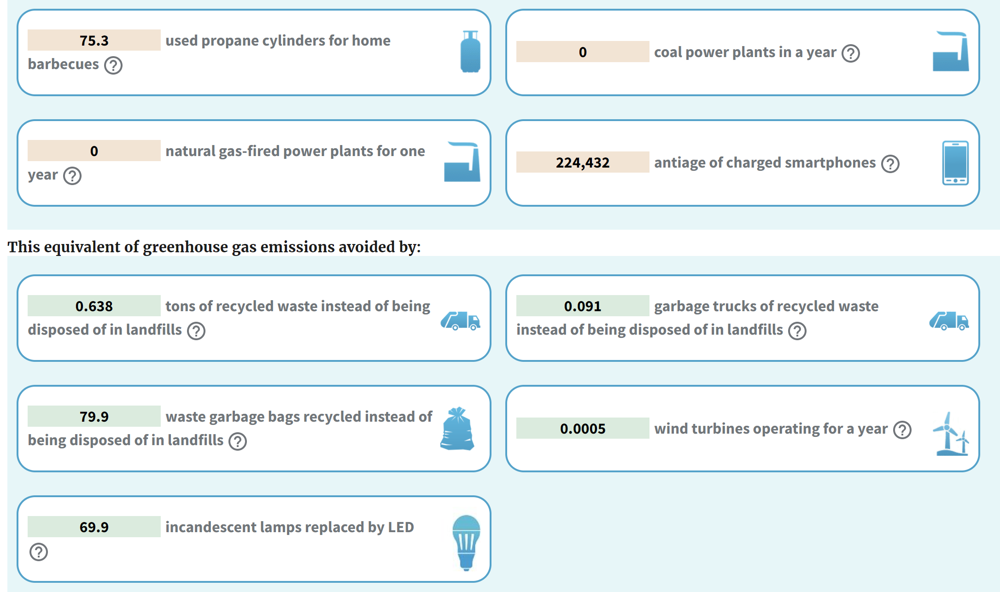 75.3 used propane cylinders for home
barbecues ?
0 coal power plants in a year ?
0 natural gas-fired power plants for one
year ?
224,432 antiage of charged smartphones ?
This equivalent of greenhouse gas emissions avoided by:
0.638 tons of recycled waste instead of being
disposed of in landfills ?
0.091 garbage trucks of recycled waste
instead of being disposed of in landfills ?
79.9 waste garbage bags recycled instead of
being disposed of in landfills ?
0.0005 wind turbines operating for a year ?
69.9 incandescent lamps replaced by LED
?